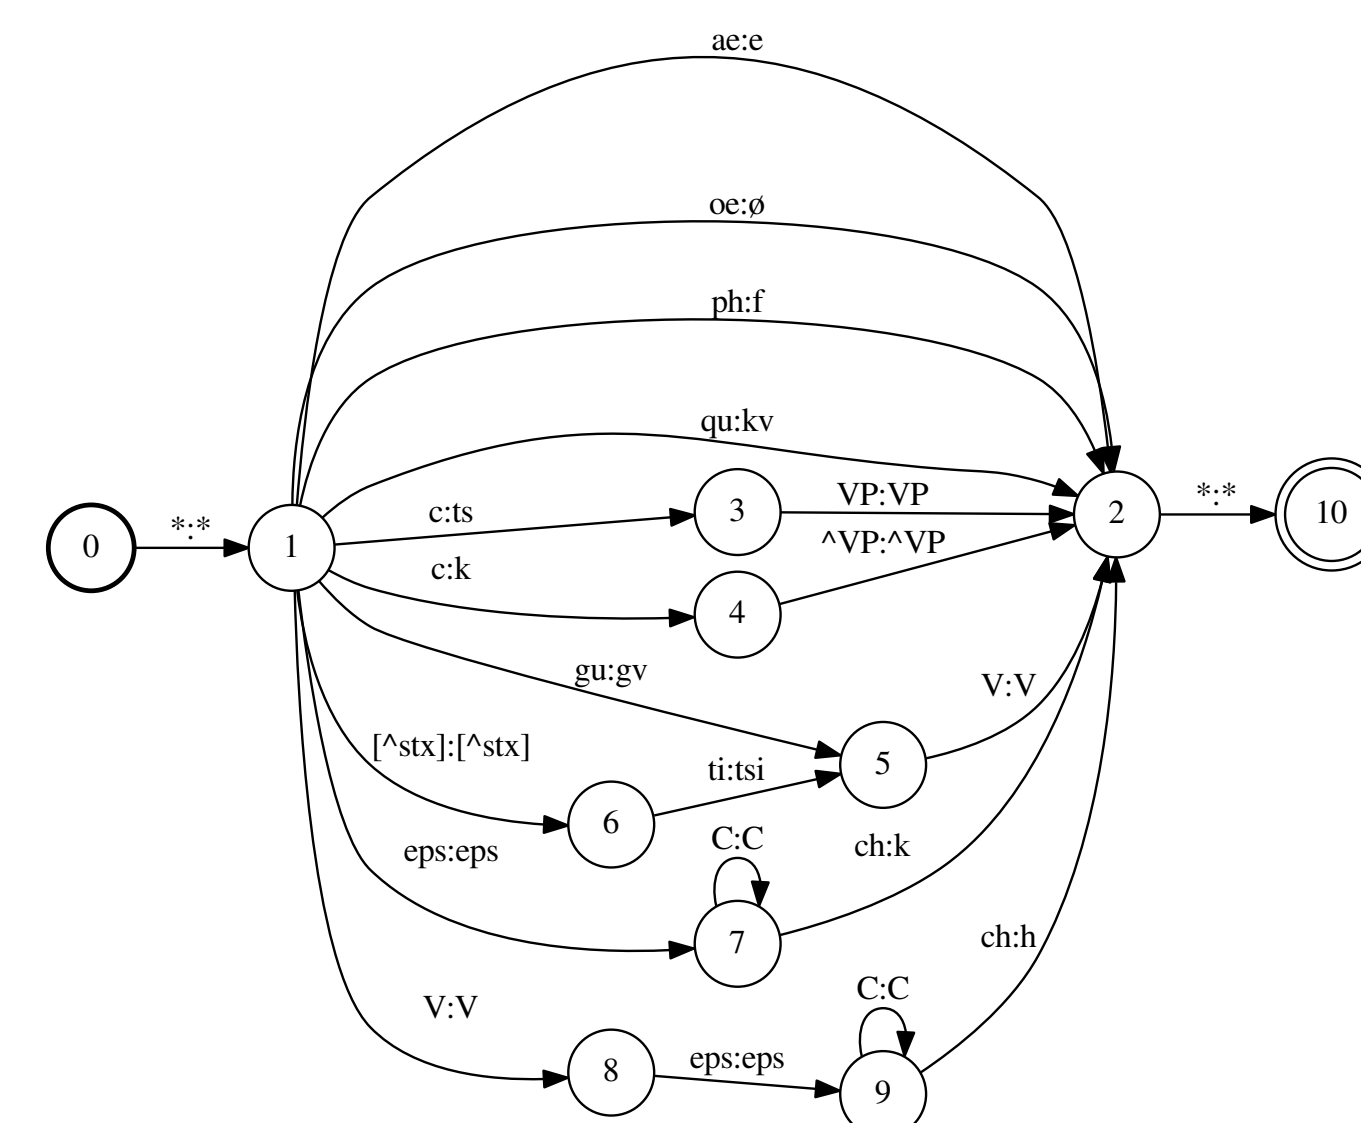 ae:e
oe:ø
ph:f
qu:kv
c:ts
3
VP:VP
2
*:*
10
0
*:*
1
^VP:^VP
c:k
4
gu:gv
V:V
[^stx]:[^stx]
5
ti:tsi
6
C:C
eps:eps
ch:k
7
ch:h
C:C
V:V
8
eps:eps
9